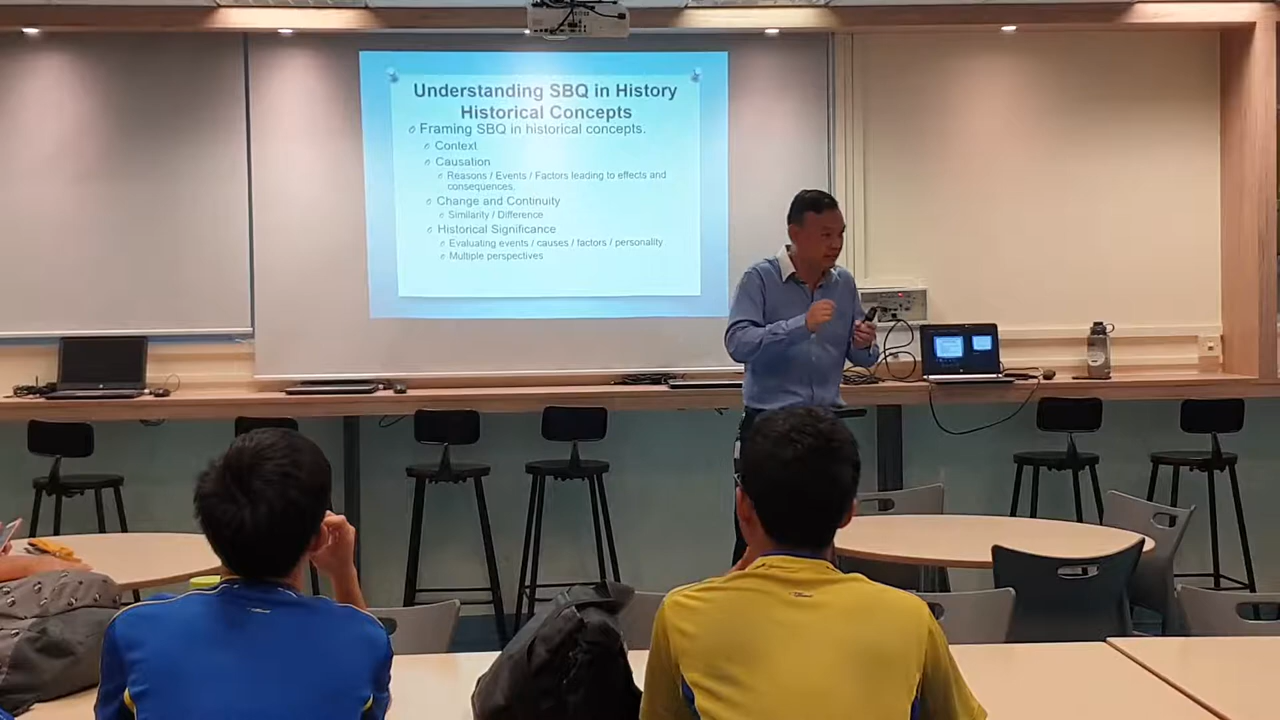 Understanding SBQ in History
Historical Concepts
Framing SBQ in historical concepts.
Context
Causation
Reasons / Events / Factors leading to effects and
consequences.
Change and Continuity
Similarity / Difference
Historical Significance
Evaluating events / causes / factors / personality
Multiple perspectives